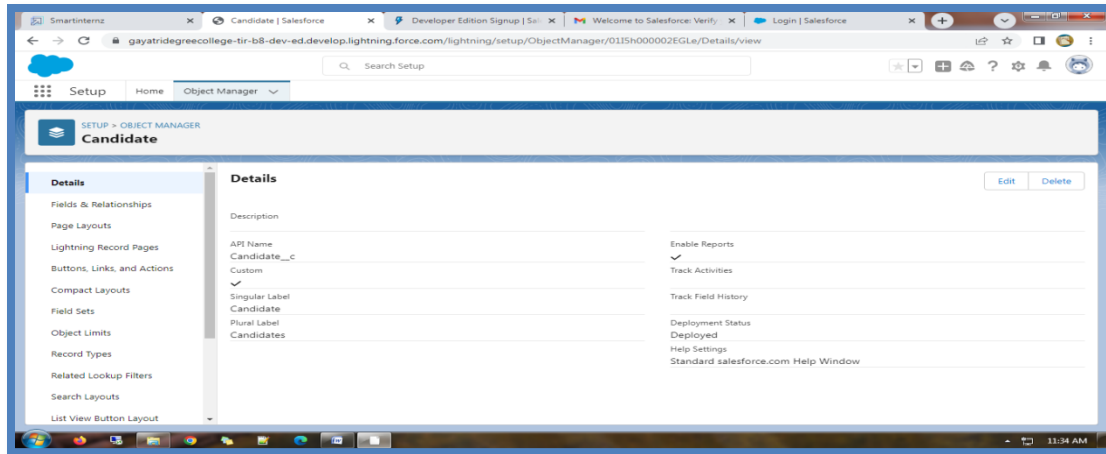 Smartinternz
Candidate | Salesforce
Developer Edition Signup | Sal
Welcome to Salesforce: Verify
Login | Salesforce
gayatridegreecollege-tir-b8-dev-ed.develop.lightning.force.com/lightning/setup/ObjectManager/01I5h000002EGLe/Details/view
Search Setup
Setup
Home
Object Manager
SETUP > OBJECT MANAGER
Candidate
Details
Fields & Relationships
Page Layouts
Lightning Record Pages
Buttons, Links, and Actions
Compact Layouts
Field Sets
Object Limits
Record Types
Related Lookup Filters
Search Layouts
List View Button Layout
Details
Edit
Delete
Description
API Name
Candidate__c
Custom
Singular Label
Candidate
Plural Label
Candidates
Enable Reports
Track Activities
Track Field History
Deployment Status
Deployed
Help Settings
Standard salesforce.com Help Window
11:34 AM